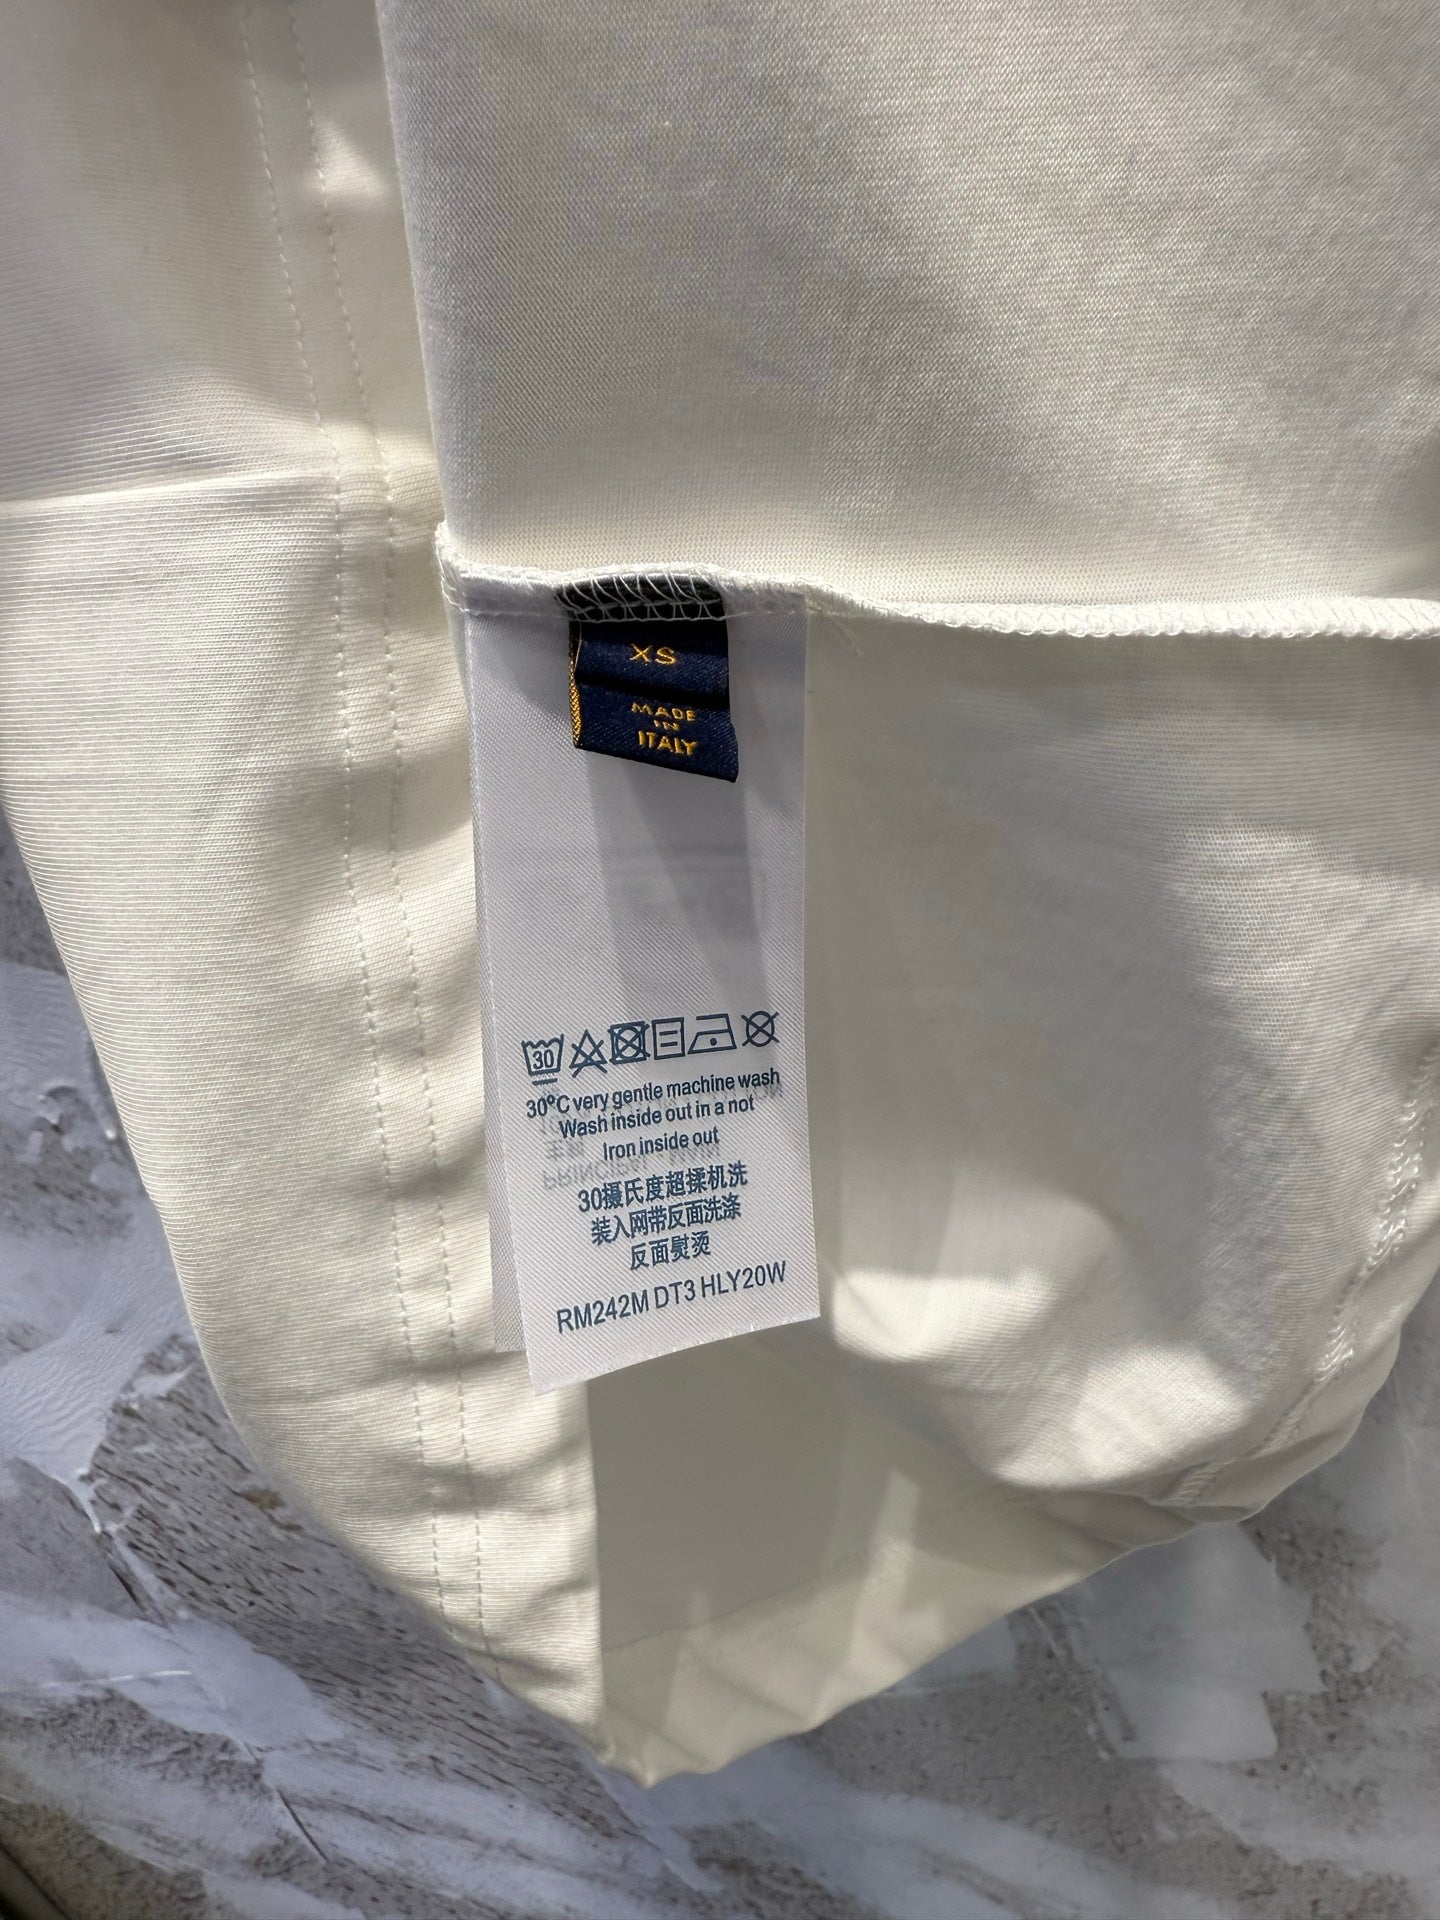 XS
MADE
IN
ITALY
30
30°C very gentle machine wash
Wash inside out in a not
Iron inside out
30摄氏度超揉机洗
装入网带反面洗涤
反面熨烫
RM242M DT3 HLY20W